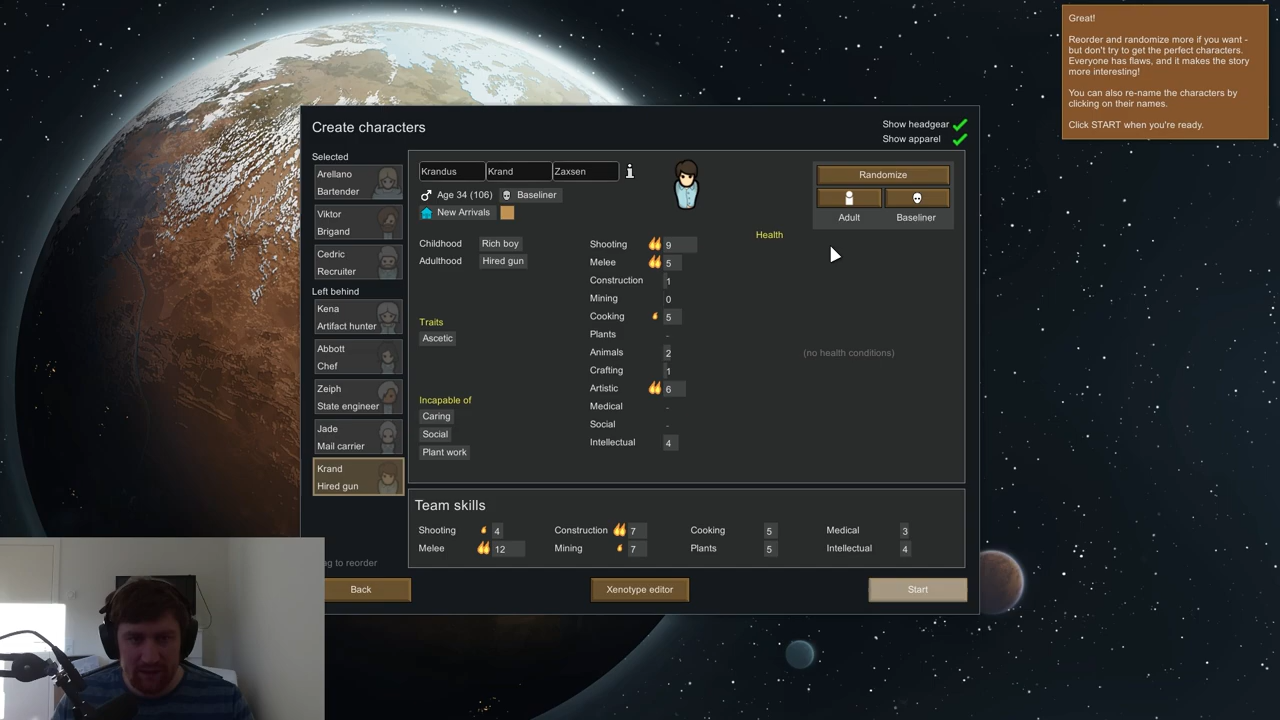 Great!
Reorder and randomize more if you want -
but don't try to get the perfect characters.
Everyone has flaws, and it makes the story
more interesting!
You can also re-name the characters by
clicking on their names.
Click START when you're ready.
Create characters
Show headgear
Show apparel
Selected
Arellano
Bartender
Viktor
Brigand
Cedric
Recruiter
Left behind
Kena
Artifact hunter
Abbott
Chef
Zeiph
State engineer
Jade
Mail carrier
Krand
Hired gun
Krandus Krand Zaxsen
Age 34 (106) Baseliner
New Arrivals
Childhood Rich boy
Adulthood Hired gun
Traits
Ascetic
Incapable of
Caring
Social
Plant work
Shooting 9
Melee 5
Construction 1
Mining 0
Cooking 5
Plants -
Animals 2
Crafting 1
Artistic 6
Medical -
Social -
Intellectual 4
Randomize
Adult Baseliner
Health
(no health conditions)
Team skills
Shooting 4 Construction 7 Cooking 5 Medical 3
Melee 12 Mining 7 Plants 5 Intellectual 4
to reorder
Back Xenotype editor Start